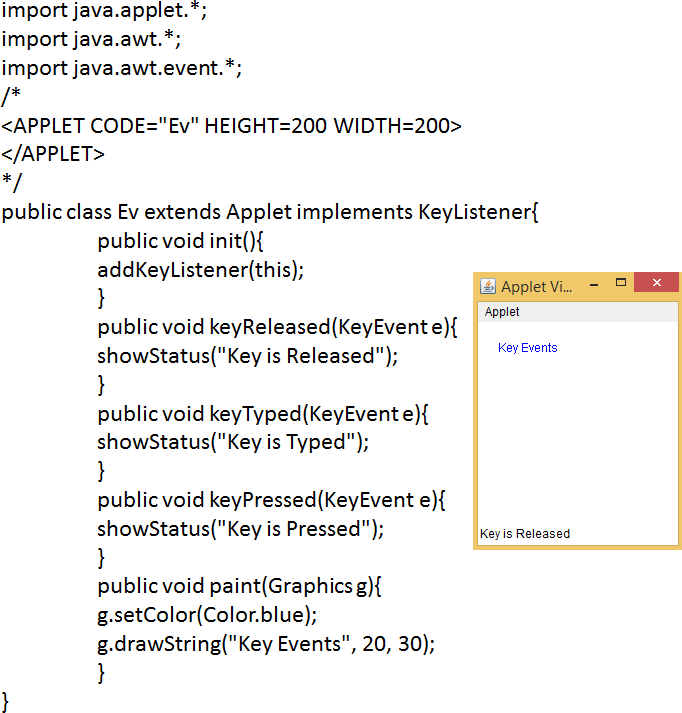 import java.applet.*;
import java.awt.*;
import java.awt.event.*;
/*
<APPLET CODE="Ev" HEIGHT=200 WIDTH=200>
</APPLET>
*/
public class Ev extends Applet implements KeyListener{
public void init(){
addKeyListener(this);
}
public void keyReleased(KeyEvent e){
showStatus("Key is Released");
}
public void keyTyped(KeyEvent e){
showStatus("Key is Typed");
}
public void keyPressed(KeyEvent e){
showStatus("Key is Pressed");
}
public void paint(Graphics g){
g.setColor(Color.blue);
g.drawString("Key Events", 20, 30);
}
}
Applet Vi...
Applet
Key Events
Key is Released